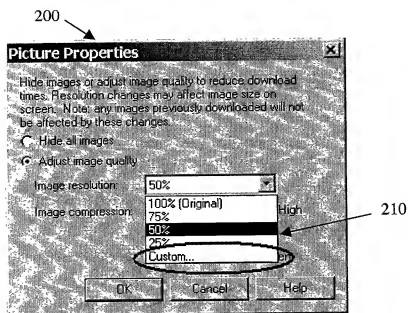 200
Picture Properties
Hide images or adjust image quality to reduce download
times. Resolution changes may affect image size on
screen. Note: any images previously downloaded will not
be affected by these changes.
Hide all images
Adjust image quality
Image resolution: 50%
100% (Original)
Image compression: High
75%
50%
210
25%
Custom...
OK Cancel Help